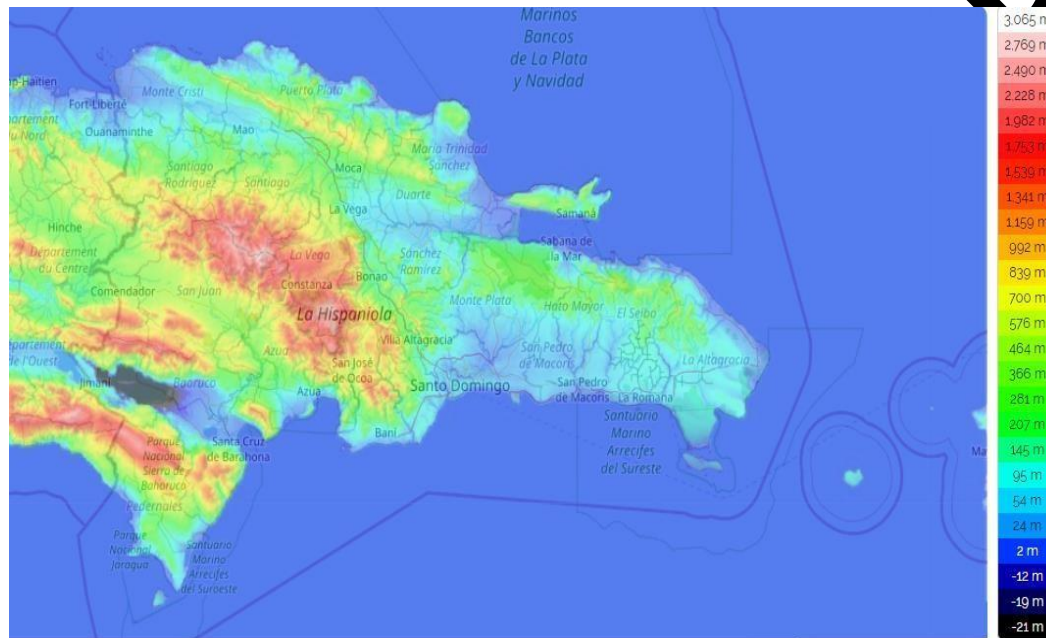 Marinos
Bancos
de La Plata
y Navidad
p-Haïtien
Fort-Liberté
Monte Cristi
Puerto Plata
Ouanaminthe
Mao
Moca
María Trinidad
Sánchez
Santiago
Rodríguez
Santiago
Duarte
La Vega
Samaná
Hinche
Sabana de
la Mar
Département
du Centre
La Vega
Sánchez
Ramírez
Bonao
Comendador
San Juan
Constanza
Monte Plata
Hato Mayor
El Seibo
La Hispaniola
Azua
Villa Altagracia
San Pedro
de Macorís
La Altagracia
San José
de Ocoa
Jimaní
Baoruco
Azua
Santo Domingo
San Pedro
de Macorís
La Romana
Baní
Santuario
Marino
Arrecifes
del Sureste
Santa Cruz
de Barahona
Parque
Nacional
Sierra de
Bahoruco
Pedernales
Parque
Nacional
Jaragua
Santuario
Marino
Arrecifes
del Suroeste
3.065 m
2.769 m
2.490 m
2.228 m
1.982 m
1.753 m
1.539 m
1.341 m
1.159 m
992 m
839 m
700 m
576 m
464 m
366 m
281 m
207 m
145 m
95 m
54 m
24 m
2 m
-12 m
-19 m
-21 m